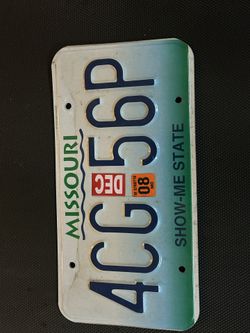 MISSOURI
4CG 56P
DEC
08
SHOW-ME STATE